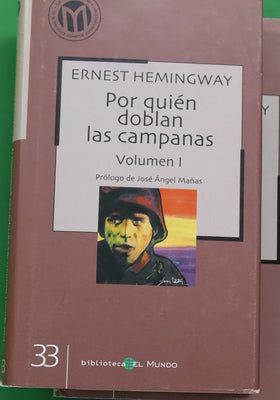 ERNEST HEMINGWAY
Por quién
doblan
las campanas
Volumen I
Prólogo de José Ángel Mañas
33
biblioteca EL MUNDO